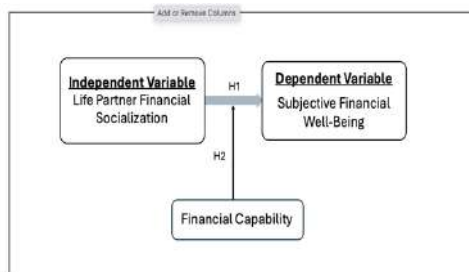 Add or Remove Columns
Independent Variable
Life Partner Financial
Socialization
H1
Dependent Variable
Subjective Financial
Well-Being
H2
Financial Capability